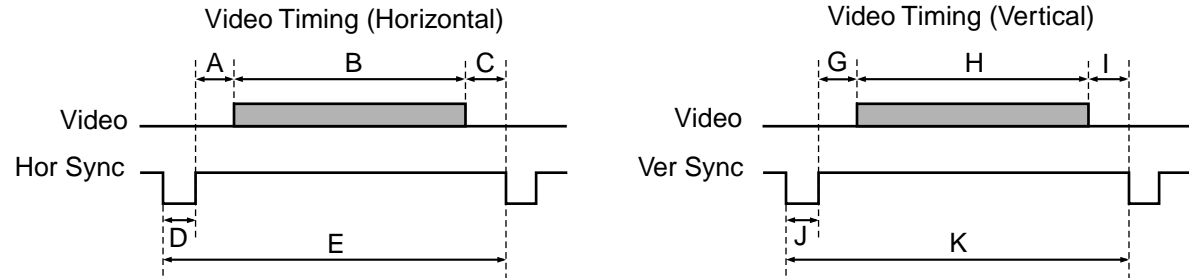 Video Timing (Horizontal)
A B C
Video
Hor Sync
D
E
Video Timing (Vertical)
G H I
Video
Ver Sync
J
K